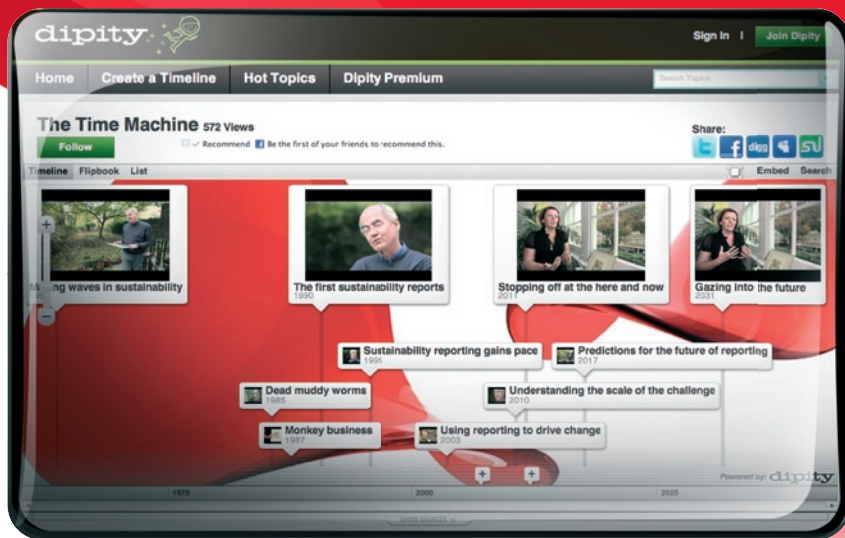 dipity
Sign In | Join Dipity
Home Create a Timeline Hot Topics Dipity Premium
Search Topics
The Time Machine 572 Views
Follow
Recommend Be the first of your friends to recommend this.
Share:
digg
Timeline Flipbook List
Embed Search
waves in sustainability
The first sustainability reports
1990
Stopping off at the here and now
2011
Gazing into the future
2031
Sustainability reporting gains pace
1995
Predictions for the future of reporting
2017
Dead muddy worms
1985
Understanding the scale of the challenge
2010
Monkey business
1987
Using reporting to drive change
2003
Powered by: dipity
1975 2000 2025